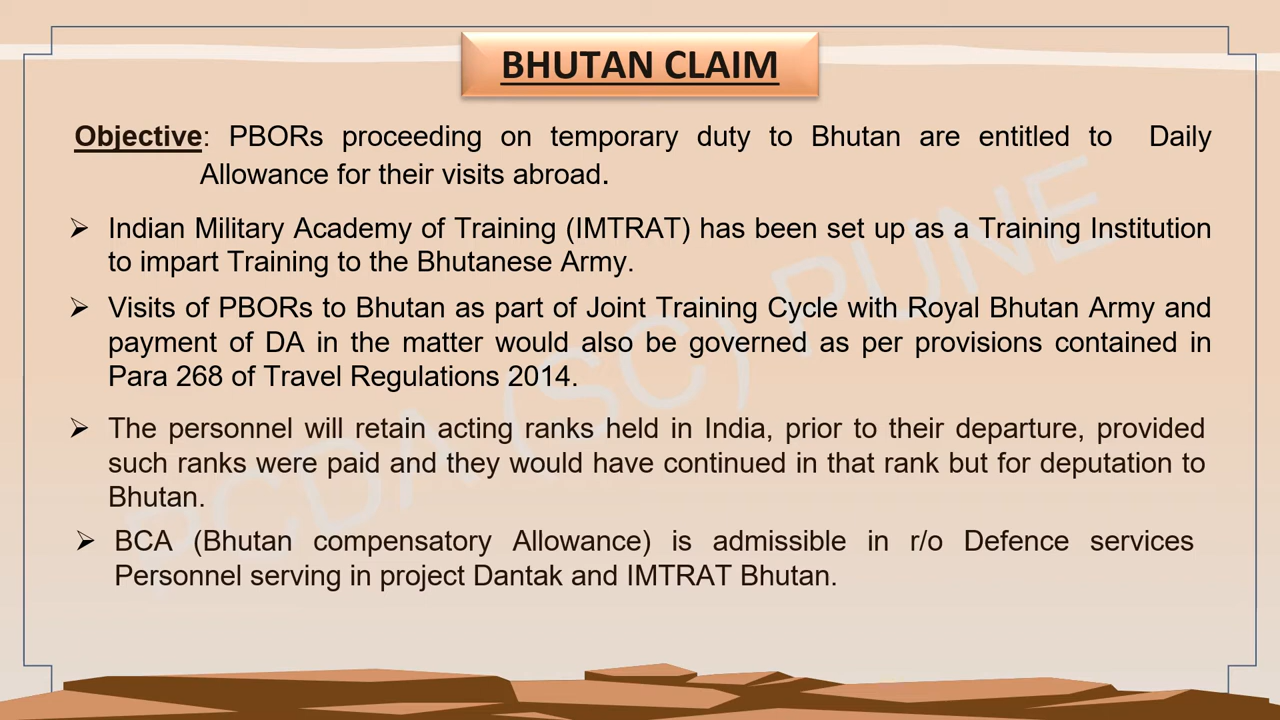 BHUTAN CLAIM
Objective: PBORs proceeding on temporary duty to Bhutan are entitled to Daily
Allowance for their visits abroad.
➢ Indian Military Academy of Training (IMTRAT) has been set up as a Training Institution
to impart Training to the Bhutanese Army.
➢ Visits of PBORs to Bhutan as part of Joint Training Cycle with Royal Bhutan Army and
payment of DA in the matter would also be governed as per provisions contained in
Para 268 of Travel Regulations 2014.
➢ The personnel will retain acting ranks held in India, prior to their departure, provided
such ranks were paid and they would have continued in that rank but for deputation to
Bhutan.
➢ BCA (Bhutan compensatory Allowance) is admissible in r/o Defence services
Personnel serving in project Dantak and IMTRAT Bhutan.
PCDA (SC) PUNE